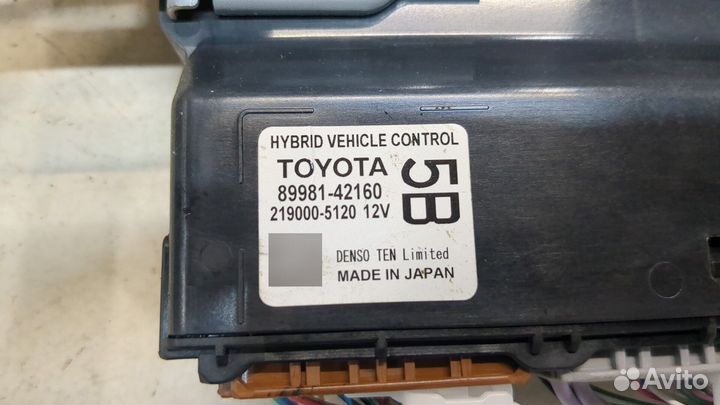 HYBRID VEHICLE CONTROL
TOYOTA
89981-42160
219000-5120 12V
5B
DENSO TEN Limited
MADE IN JAPAN
Avito